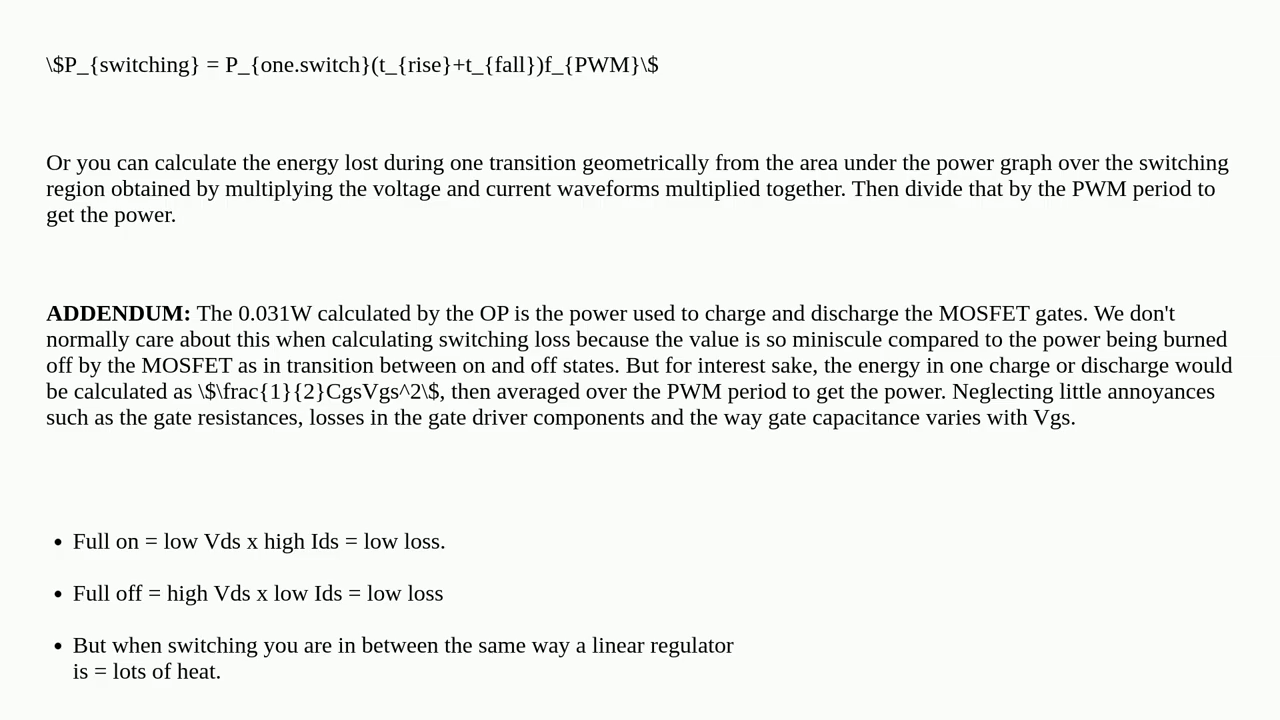 \$P_{switching} = P_{one.switch}(t_{rise}+t_{fall})f_{PWM}\$
Or you can calculate the energy lost during one transition geometrically from the area under the power graph over the switching
region obtained by multiplying the voltage and current waveforms multiplied together. Then divide that by the PWM period to
get the power.
ADDENDUM: The 0.031W calculated by the OP is the power used to charge and discharge the MOSFET gates. We don't
normally care about this when calculating switching loss because the value is so miniscule compared to the power being burned
off by the MOSFET as in transition between on and off states. But for interest sake, the energy in one charge or discharge would
be calculated as \$\frac{1}{2}CgsVgs^2\$, then averaged over the PWM period to get the power. Neglecting little annoyances
such as the gate resistances, losses in the gate driver components and the way gate capacitance varies with Vgs.
• Full on = low Vds x high Ids = low loss.
• Full off = high Vds x low Ids = low loss
• But when switching you are in between the same way a linear regulator
is = lots of heat.